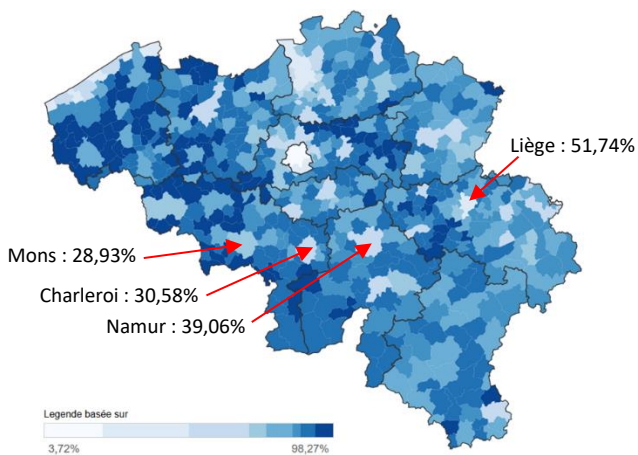 Liège : 51,74%
Mons : 28,93%
Charleroi : 30,58%
Namur : 39,06%
Legende basée sur
3,72% 98,27%